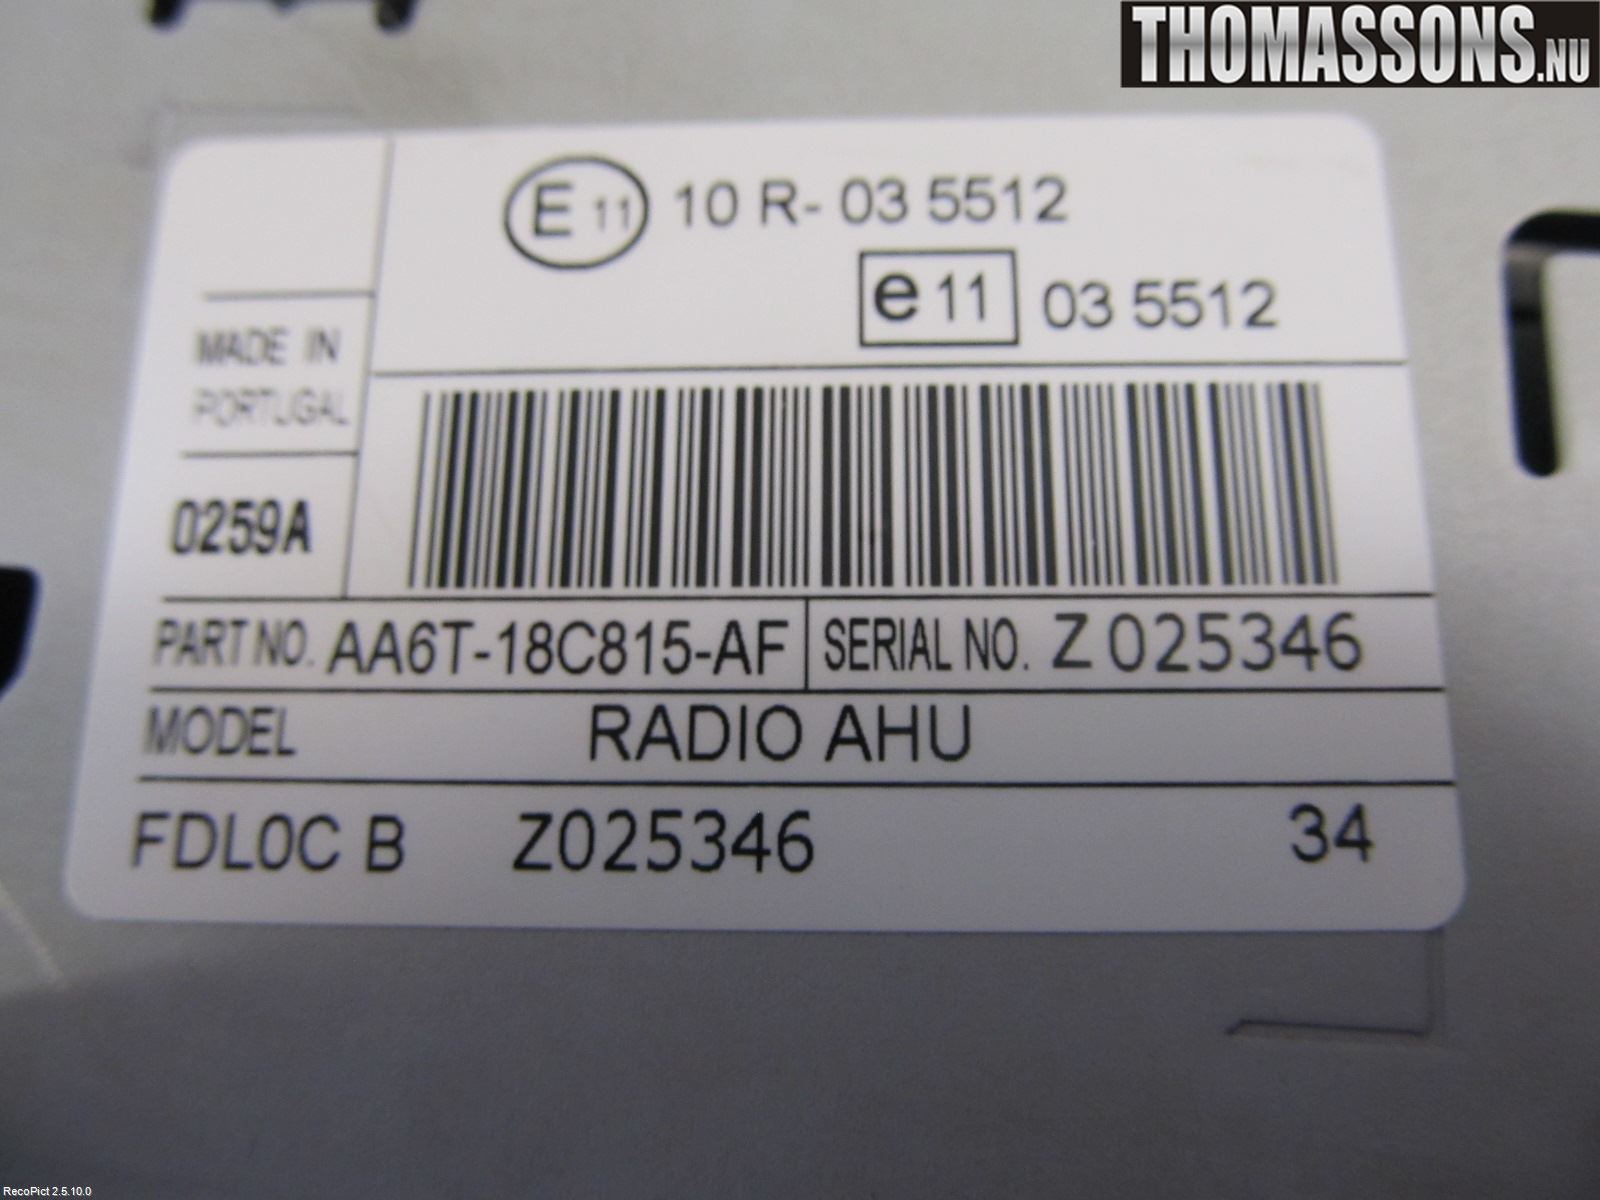 THOMASSONS.NU
E 11 10 R- 03 5512
e 11 03 5512
MADE IN
PORTUGAL
0259A
PART NO. AA6T-18C815-AF SERIAL NO. Z 025346
MODEL RADIO AHU
FDL0C B Z025346 34
RecoPict 2.5.10.0